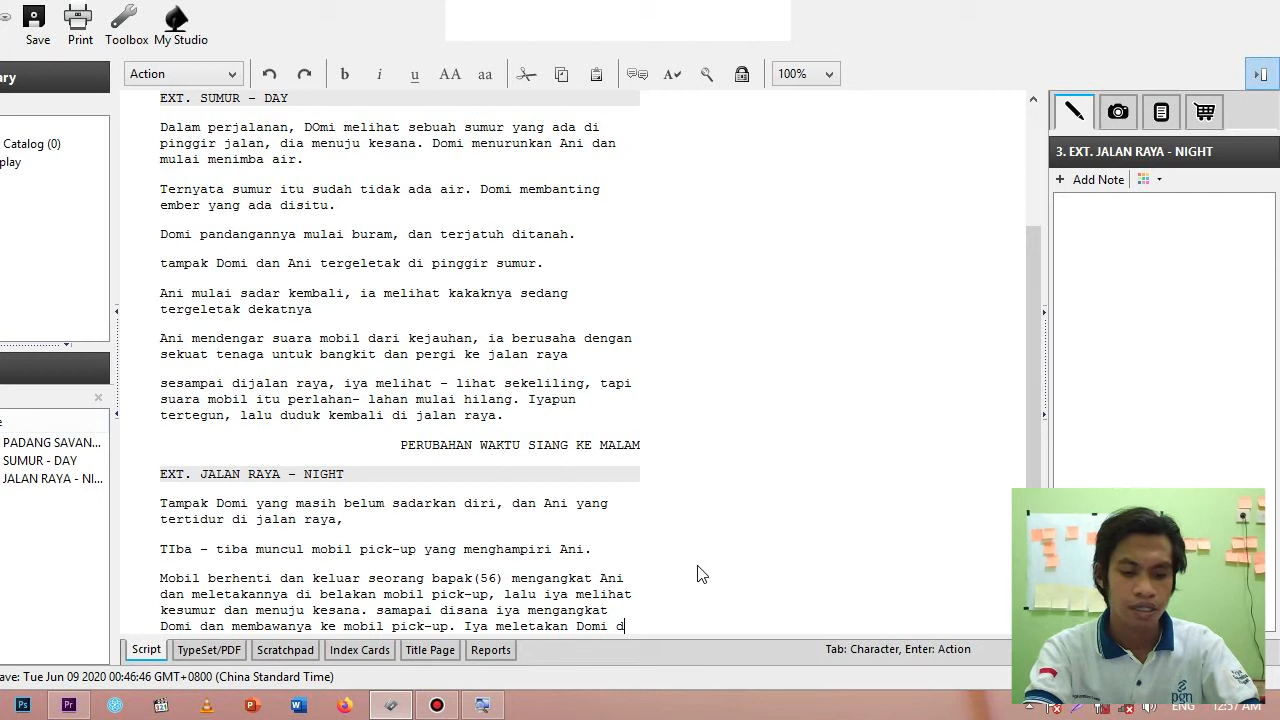 Save
Print
Toolbox
My Studio
Action
b
i
u
AA
aa
100%
ary
Catalog (0)
play
PADANG SAVAN...
SUMUR - DAY
JALAN RAYA - NI...
EXT. SUMUR - DAY
Dalam perjalanan, DOmi melihat sebuah sumur yang ada di
pinggir jalan, dia menuju kesana. Domi menurunkan Ani dan
mulai menimba air.
Ternyata sumur itu sudah tidak ada air. Domi membanting
ember yang ada disitu.
Domi pandangannya mulai buram, dan terjatuh ditanah.
tampak Domi dan Ani tergeletak di pinggir sumur.
Ani mulai sadar kembali, ia melihat kakaknya sedang
tergeletak dekatnya
Ani mendengar suara mobil dari kejauhan, ia berusaha dengan
sekuat tenaga untuk bangkit dan pergi ke jalan raya
sesampai dijalan raya, iya melihat - lihat sekeliling, tapi
suara mobil itu perlahan- lahan mulai hilang. Iyapun
tertegun, lalu duduk kembali di jalan raya.
PERUBAHAN WAKTU SIANG KE MALAM
EXT. JALAN RAYA - NIGHT
Tampak Domi yang masih belum sadarkan diri, dan Ani yang
tertidur di jalan raya,
TIba - tiba muncul mobil pick-up yang menghampiri Ani.
Mobil berhenti dan keluar seorang bapak(56) mengangkat Ani
dan meletakannya di belakan mobil pick-up, lalu iya melihat
kesumur dan menuju kesana. samapai disana iya mengangkat
Domi dan membawanya ke mobil pick-up. Iya meletakan Domi d
3. EXT. JALAN RAYA - NIGHT
+ Add Note
Script
TypeSet/PDF
Scratchpad
Index Cards
Title Page
Reports
Tab: Character, Enter: Action
ave: Tue Jun 09 2020 00:46:46 GMT+0800 (China Standard Time)
Ps
Pr
pgn
ENG
12:57 AM